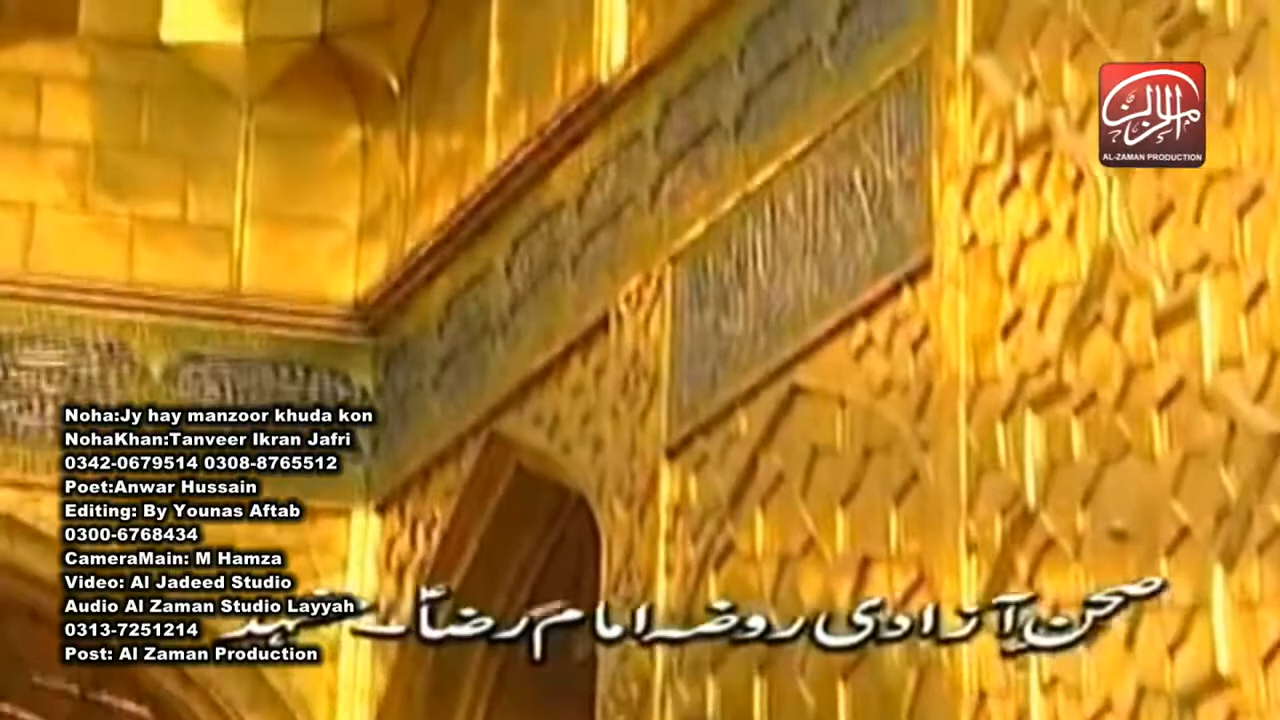 الزمان
AL-ZAMAN PRODUCTION
Noha:Jy hay manzoor khuda kon
NohaKhan:Tanveer Ikran Jafri
0342-0679514 0308-8765512
Poet:Anwar Hussain
Editing: By Younas Aftab
0300-6768434
CameraMain: M Hamza
Video: Al Jadeed Studio
Audio Al Zaman Studio Layyah
0313-7251214
Post: Al Zaman Production
صحن آزادی روضہ امام رضاؑ مشہد